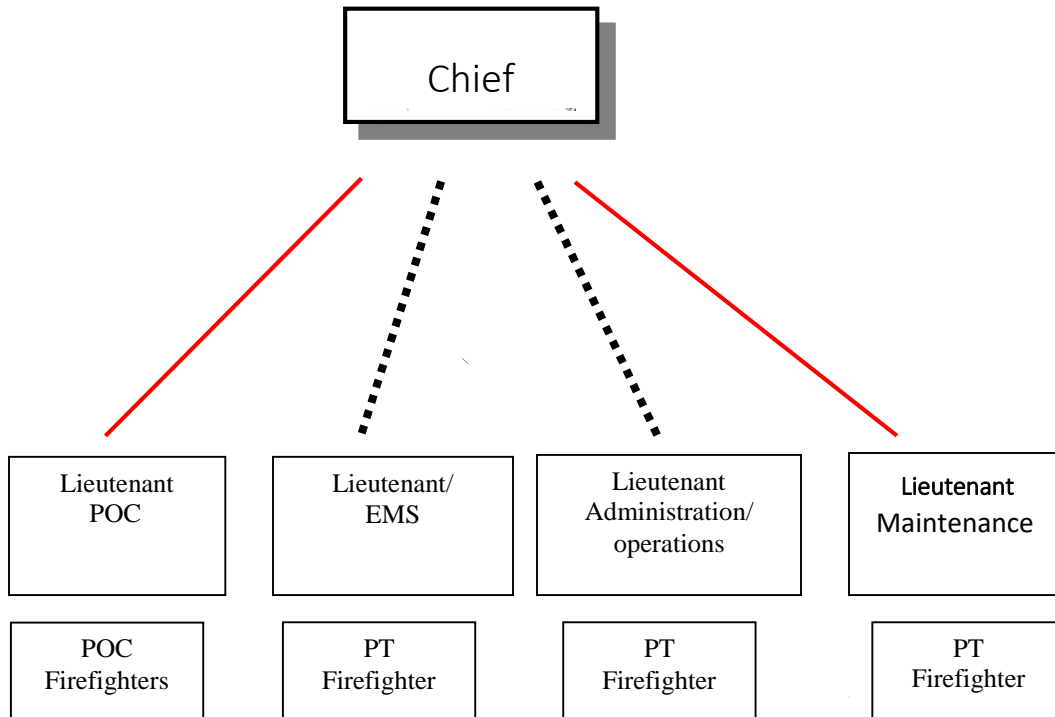 Chief
Lieutenant
POC
Lieutenant/
EMS
Lieutenant
Administration/
operations
Lieutenant
Maintenance
POC
Firefighters
PT
Firefighter
PT
Firefighter
PT
Firefighter